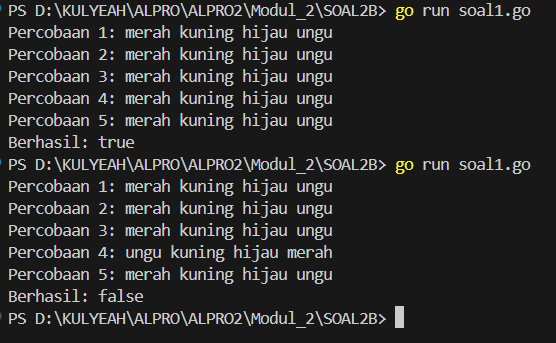 PS D:\KULYEAH\ALPRO\ALPRO2\Modul_2\SOAL2B> go run soal1.go
Percobaan 1: merah kuning hijau ungu
Percobaan 2: merah kuning hijau ungu
Percobaan 3: merah kuning hijau ungu
Percobaan 4: merah kuning hijau ungu
Percobaan 5: merah kuning hijau ungu
Berhasil: true
PS D:\KULYEAH\ALPRO\ALPRO2\Modul_2\SOAL2B> go run soal1.go
Percobaan 1: merah kuning hijau ungu
Percobaan 2: merah kuning hijau ungu
Percobaan 3: merah kuning hijau ungu
Percobaan 4: ungu kuning hijau merah
Percobaan 5: merah kuning hijau ungu
Berhasil: false
PS D:\KULYEAH\ALPRO\ALPRO2\Modul_2\SOAL2B>